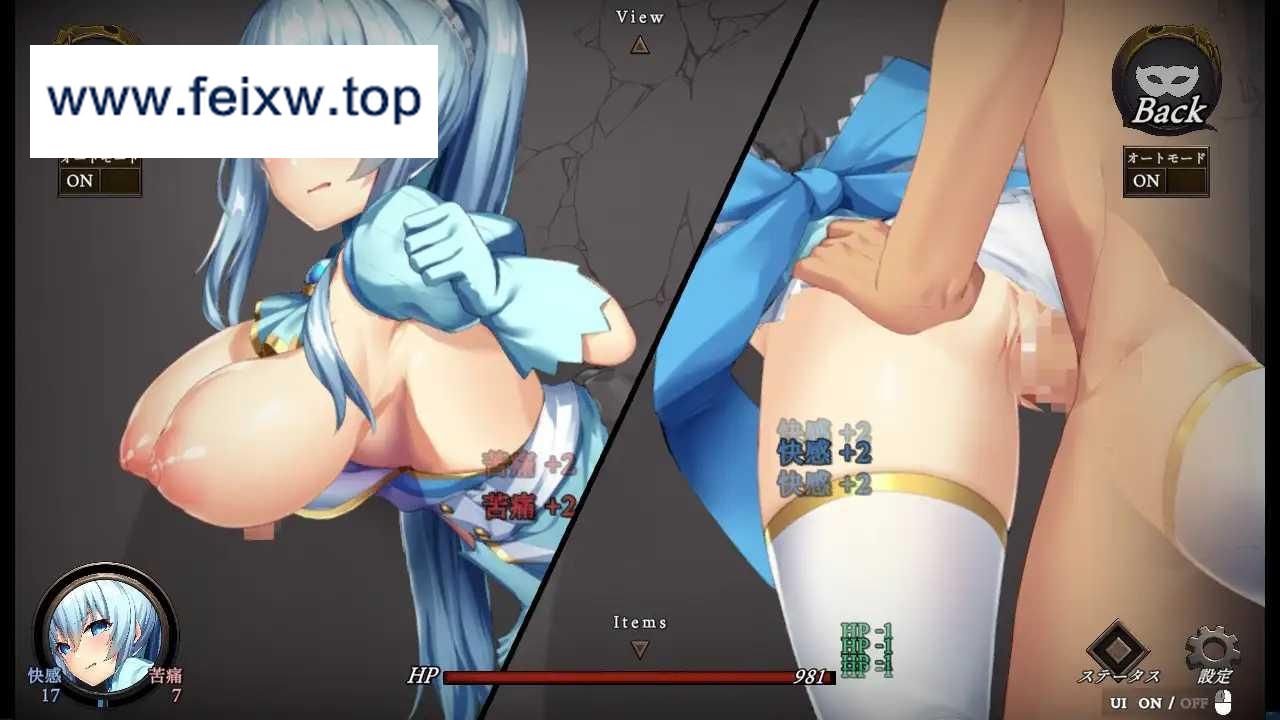 View
www.feixw.top
Back
オートモード
ON
オートモード
ON
快感 +2
快感 +2
快感 +2
苦痛 +2
苦痛 +2
Items
HP -1
HP -1
HP -1
HP
981
快感
17
苦痛
7
ステータス
設定
UI ON / OFF